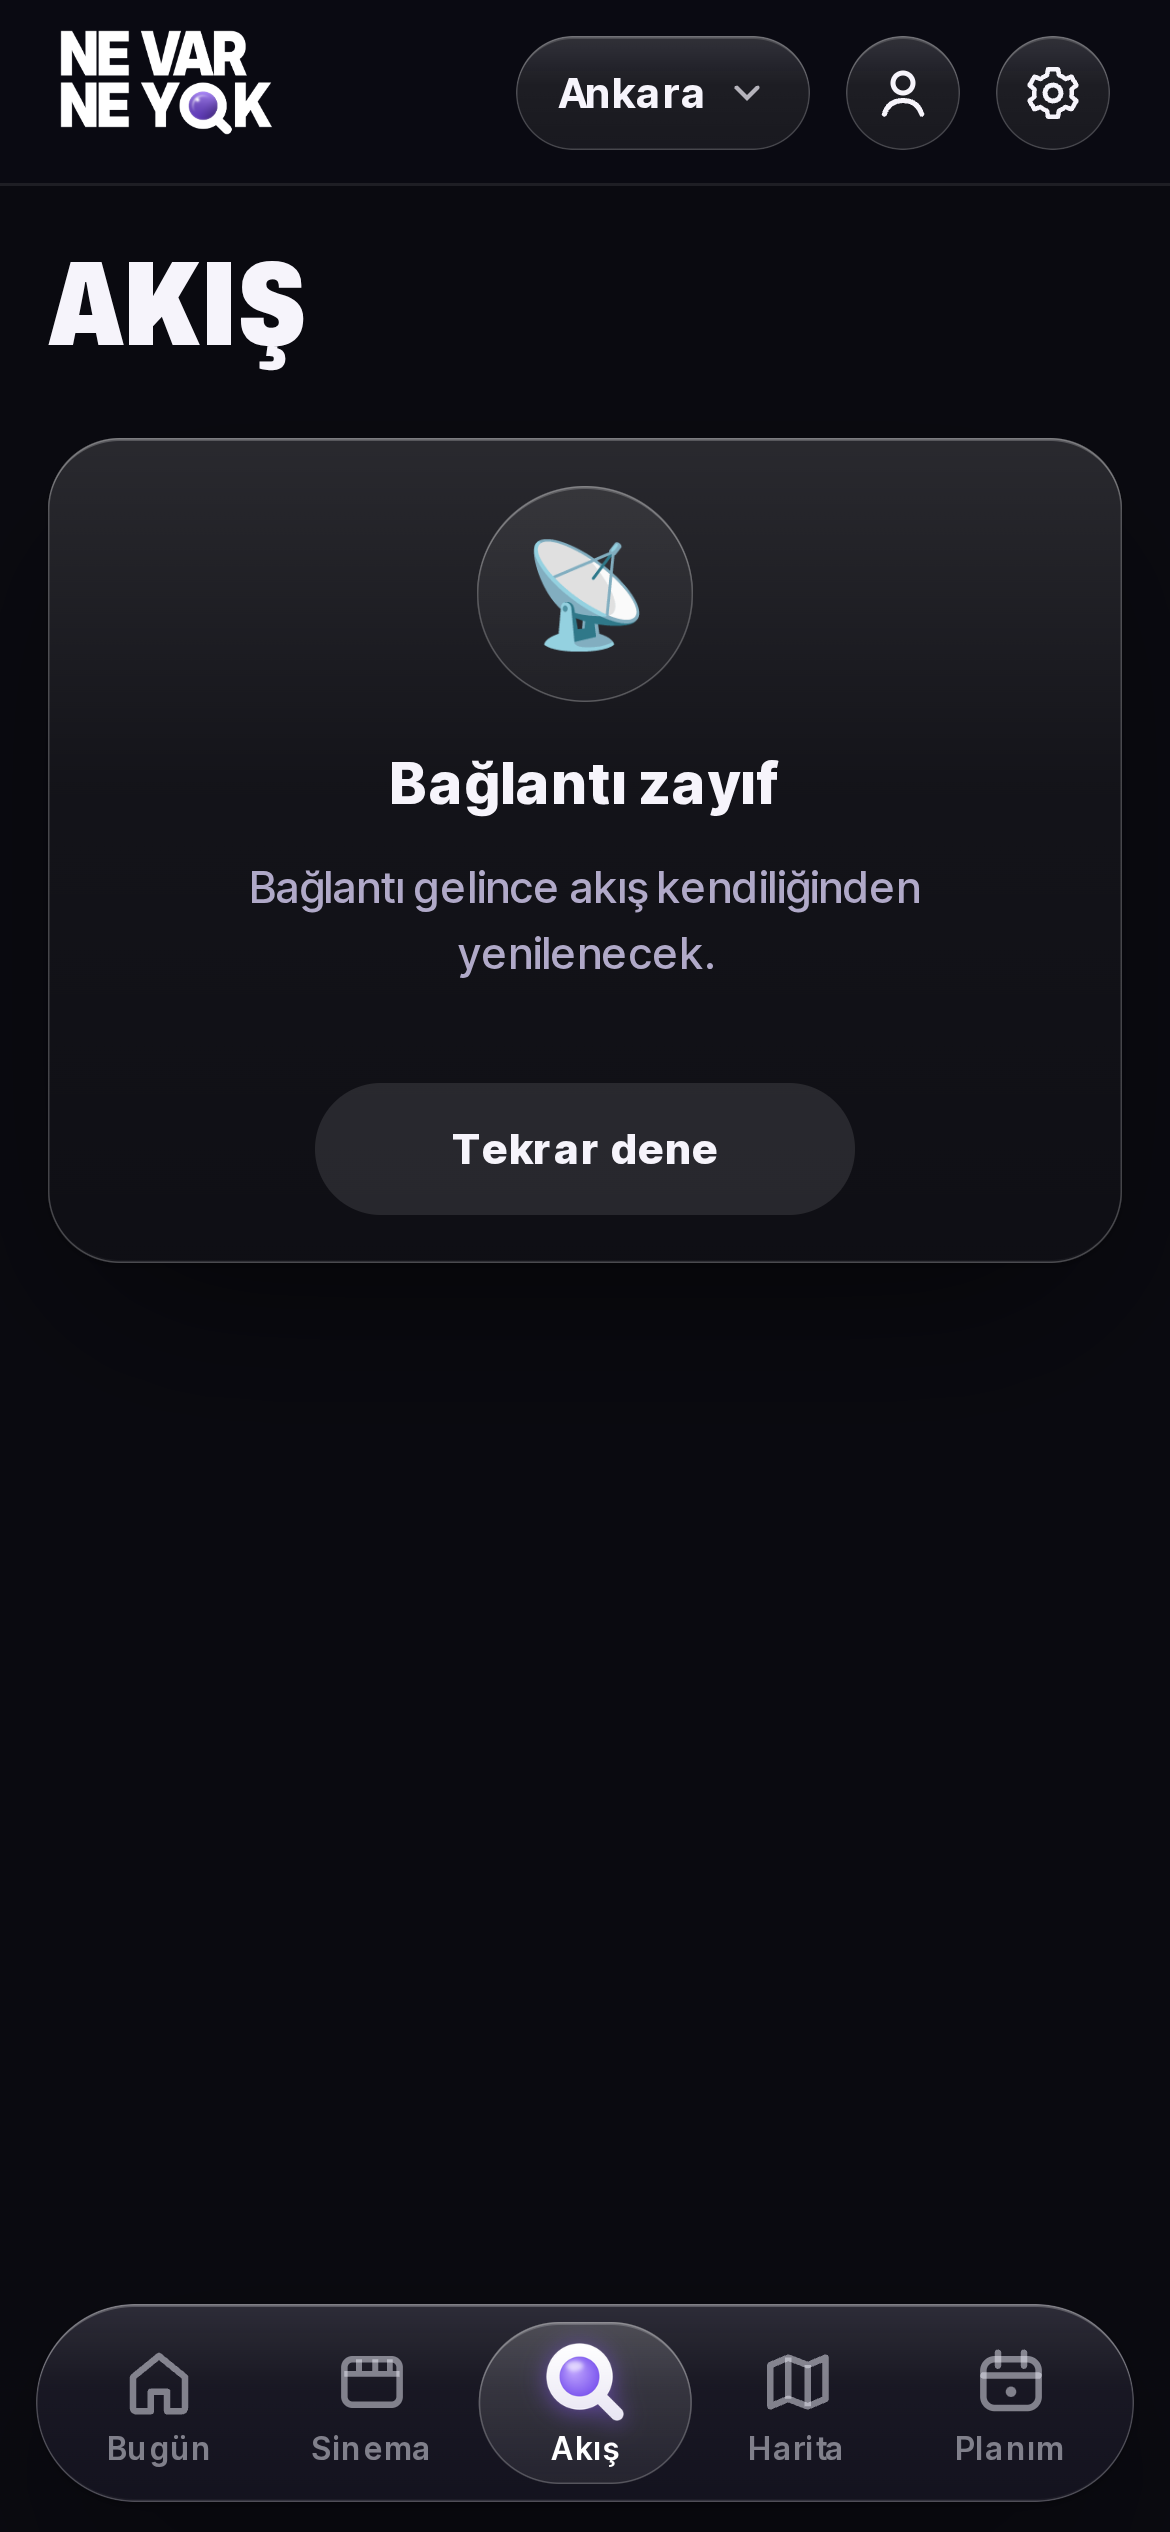 NE VAR
NE YOK
Ankara
AKIŞ
Bağlantı zayıf
Bağlantı gelince akış kendiliğinden
yenilenecek.
Tekrar dene
Bugün
Sinema
Akış
Harita
Planım